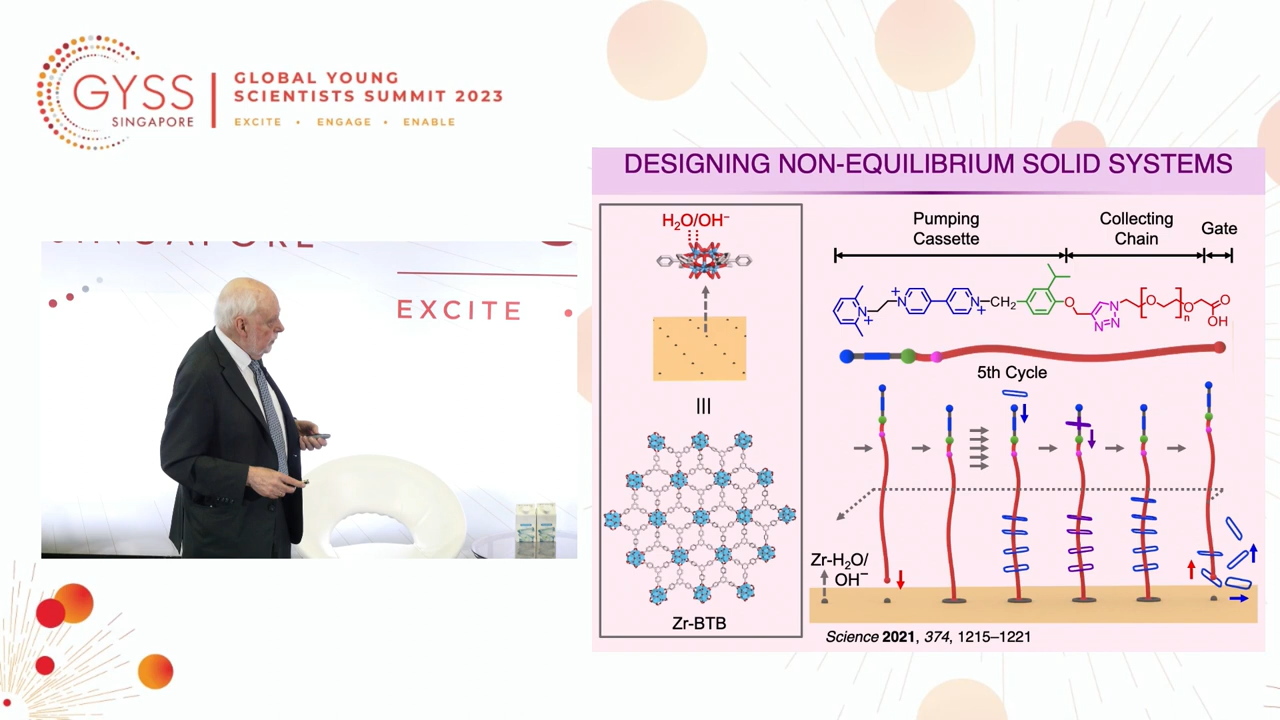 GYSS
SINGAPORE
GLOBAL YOUNG
SCIENTISTS SUMMIT 2023
EXCITE • ENGAGE • ENABLE
SINGAPORE
EXCITE
DESIGNING NON-EQUILIBRIUM SOLID SYSTEMS
H₂O/OH⁻
Zr-BTB
Pumping
Cassette
Collecting
Chain
Gate
N
+
N
+
N
+
CH₂
O
N
N=N
O
n
O
O
OH
5th Cycle
Zr-H₂O/
OH⁻
Science 2021, 374, 1215–1221